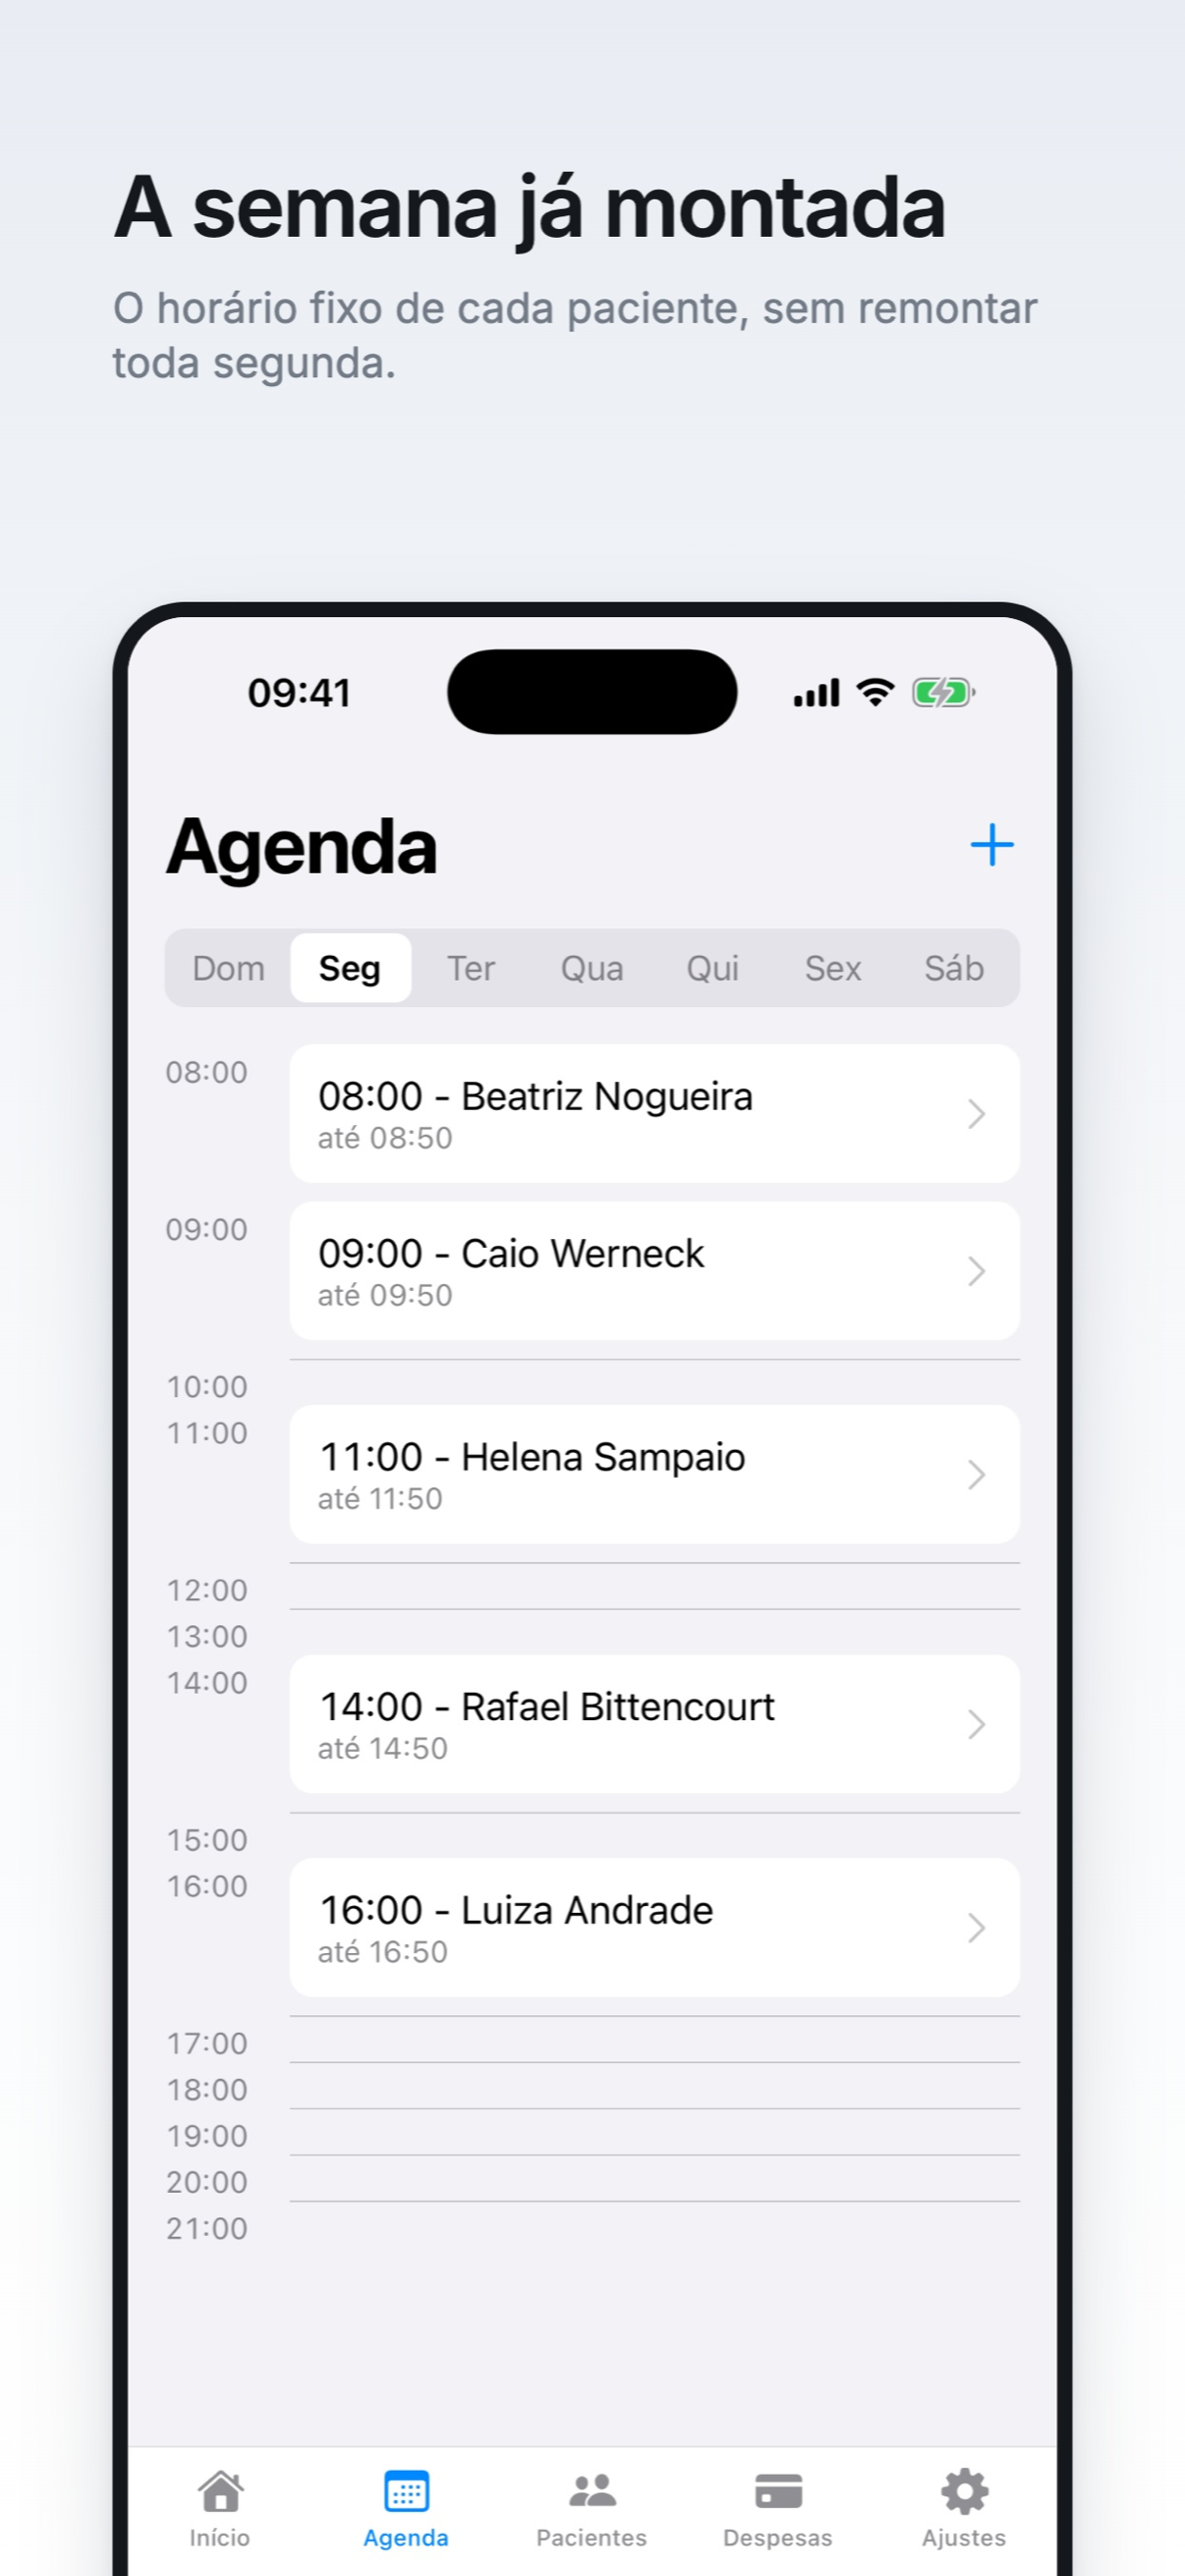 A semana já montada
O horário fixo de cada paciente, sem remontar
toda segunda.
09:41
Agenda
Dom Seg Ter Qua Qui Sex Sáb
08:00
08:00 - Beatriz Nogueira
até 08:50
09:00
09:00 - Caio Werneck
até 09:50
10:00
11:00
11:00 - Helena Sampaio
até 11:50
12:00
13:00
14:00
14:00 - Rafael Bittencourt
até 14:50
15:00
16:00
16:00 - Luiza Andrade
até 16:50
17:00
18:00
19:00
20:00
21:00
Início Agenda Pacientes Despesas Ajustes